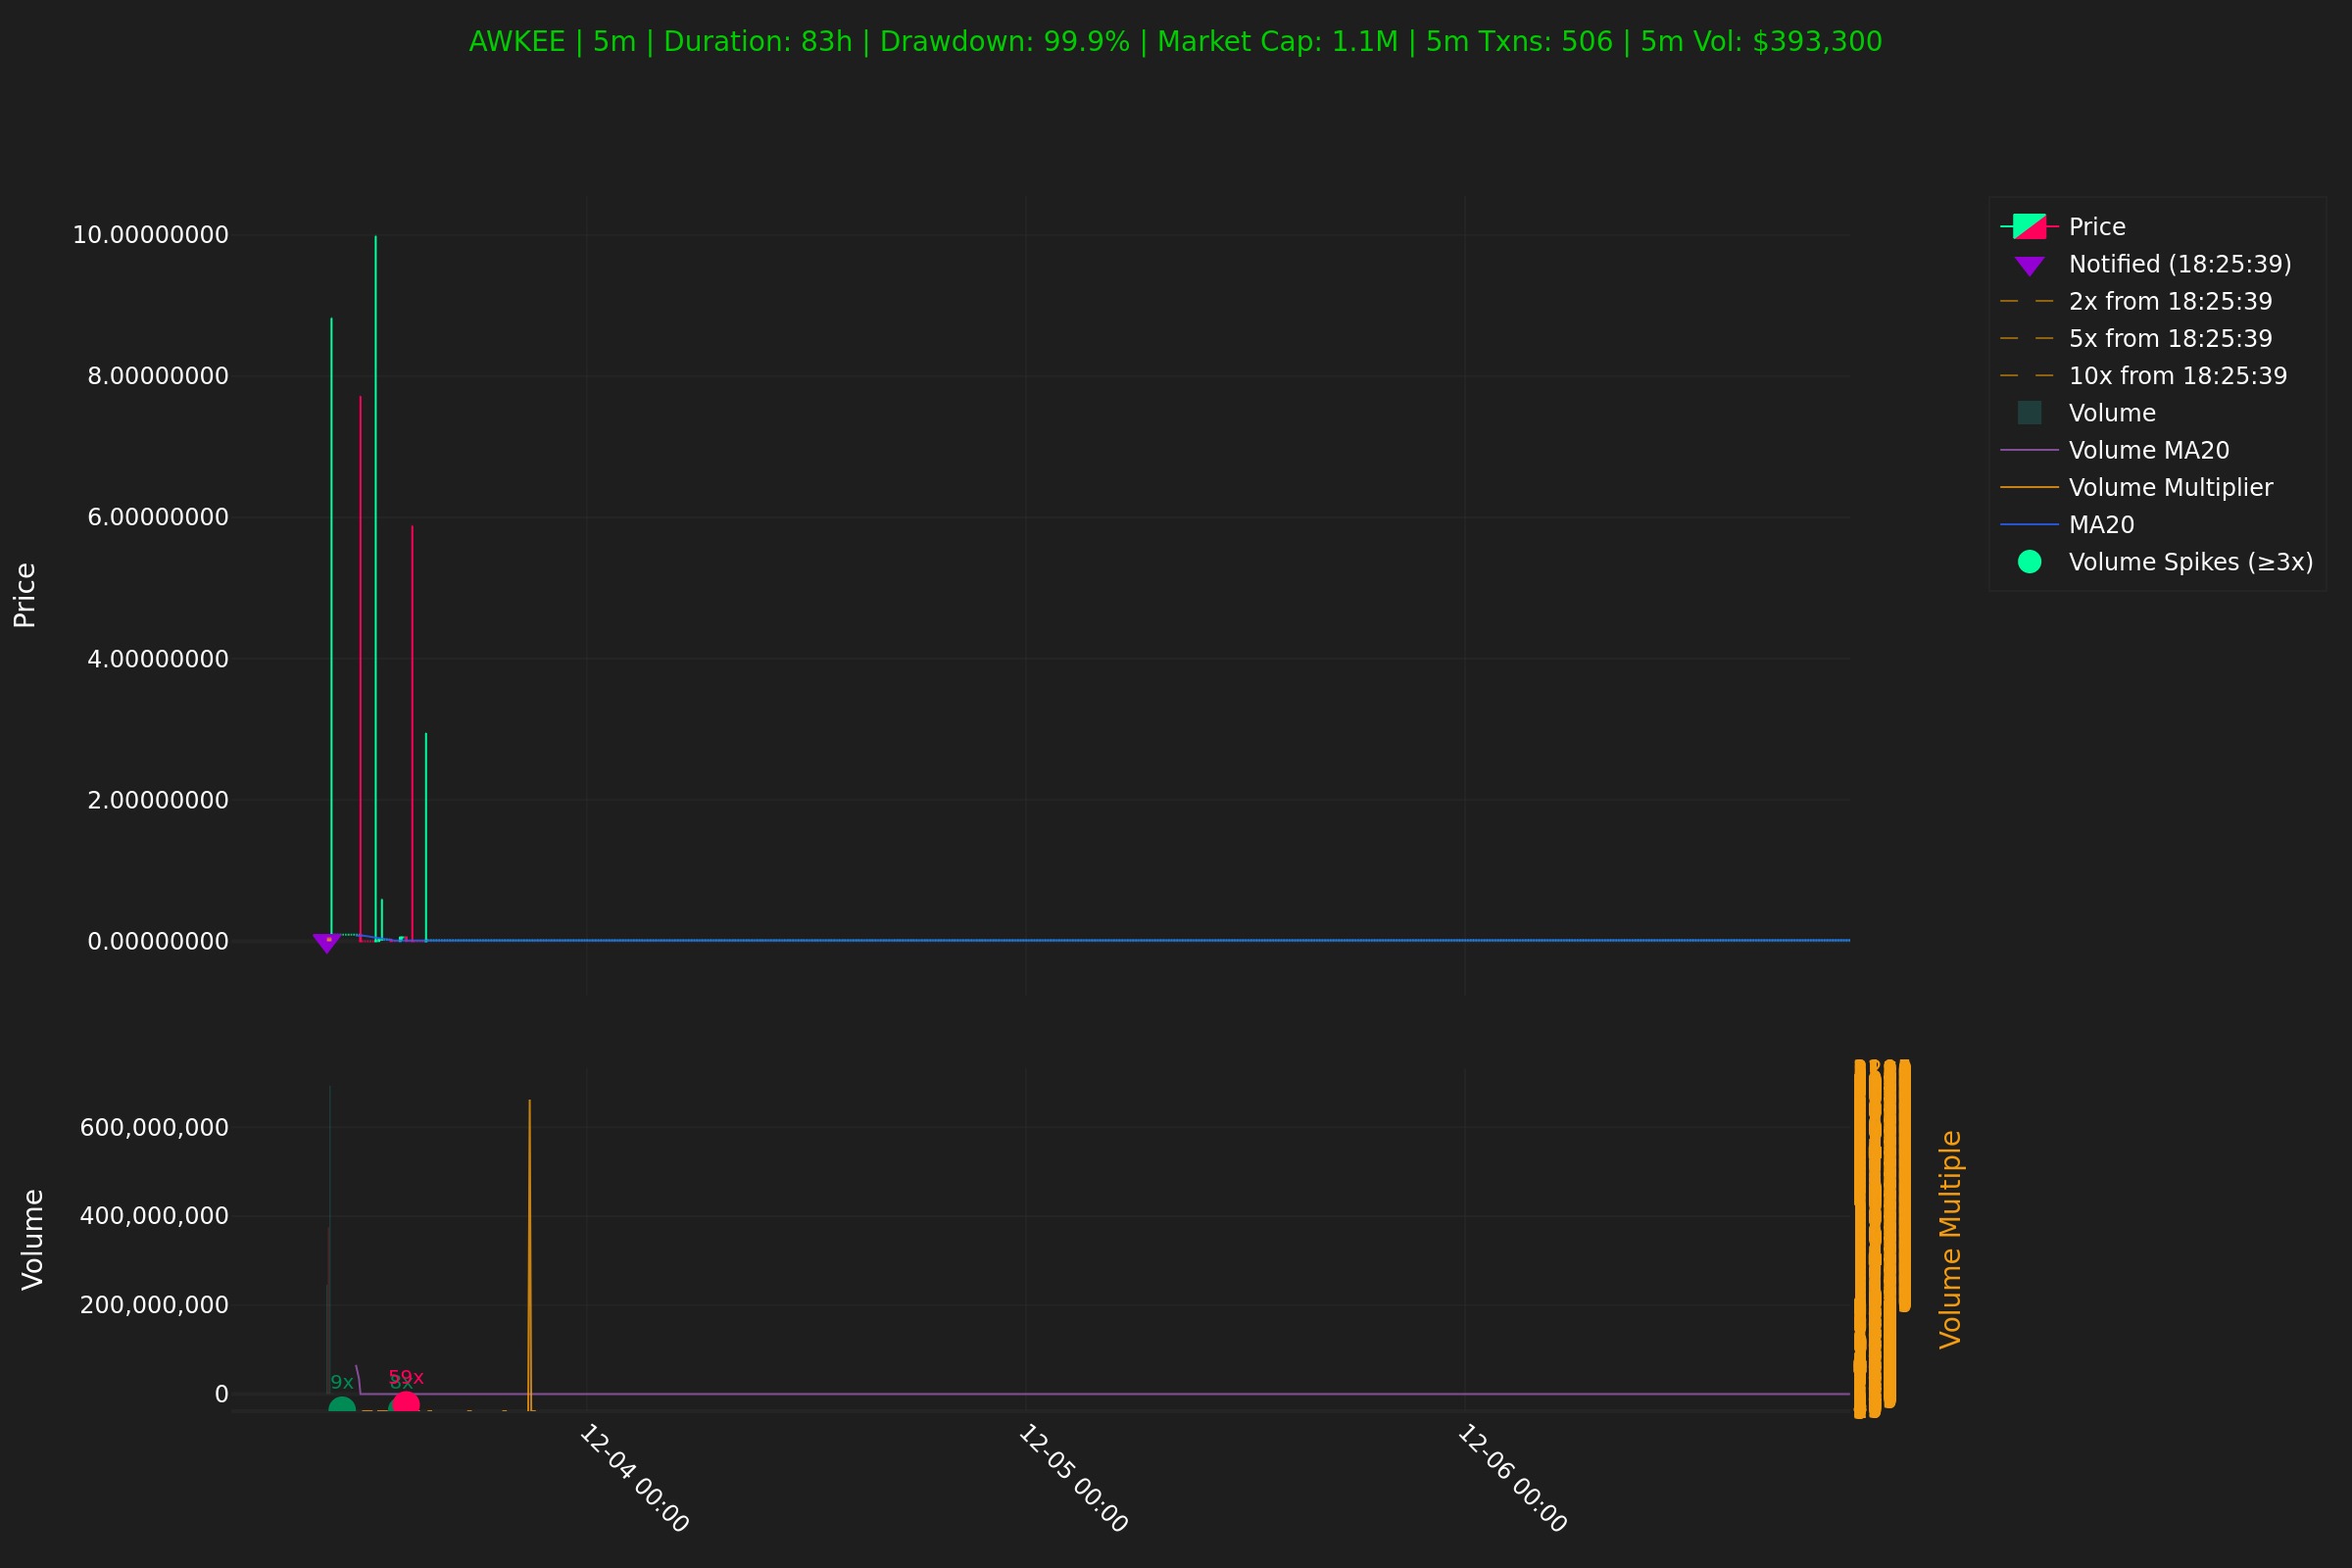 AWKEE | 5m | Duration: 83h | Drawdown: 99.9% | Market Cap: 1.1M | 5m Txns: 506 | 5m Vol: $393,300
Price
10.00000000
8.00000000
6.00000000
4.00000000
2.00000000
0.00000000
Price
Notified (18:25:39)
2x from 18:25:39
5x from 18:25:39
10x from 18:25:39
Volume
Volume MA20
Volume Multiplier
MA20
Volume Spikes (≥3x)
Volume
600,000,000
400,000,000
200,000,000
0
9x
59x
Volume Multiple
12-04 00:00
12-05 00:00
12-06 00:00